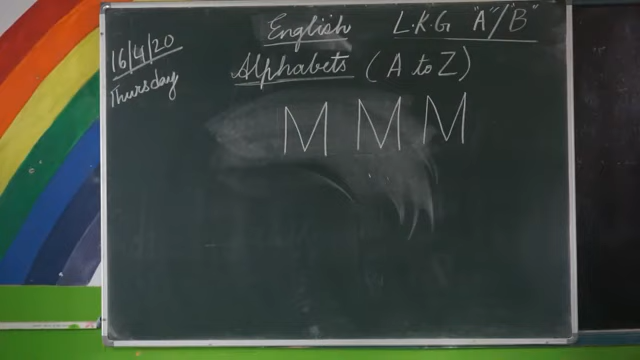 English L.K.G "A"/"B"
16/4/20
Thursday
Alphabets (A to Z)
M M M